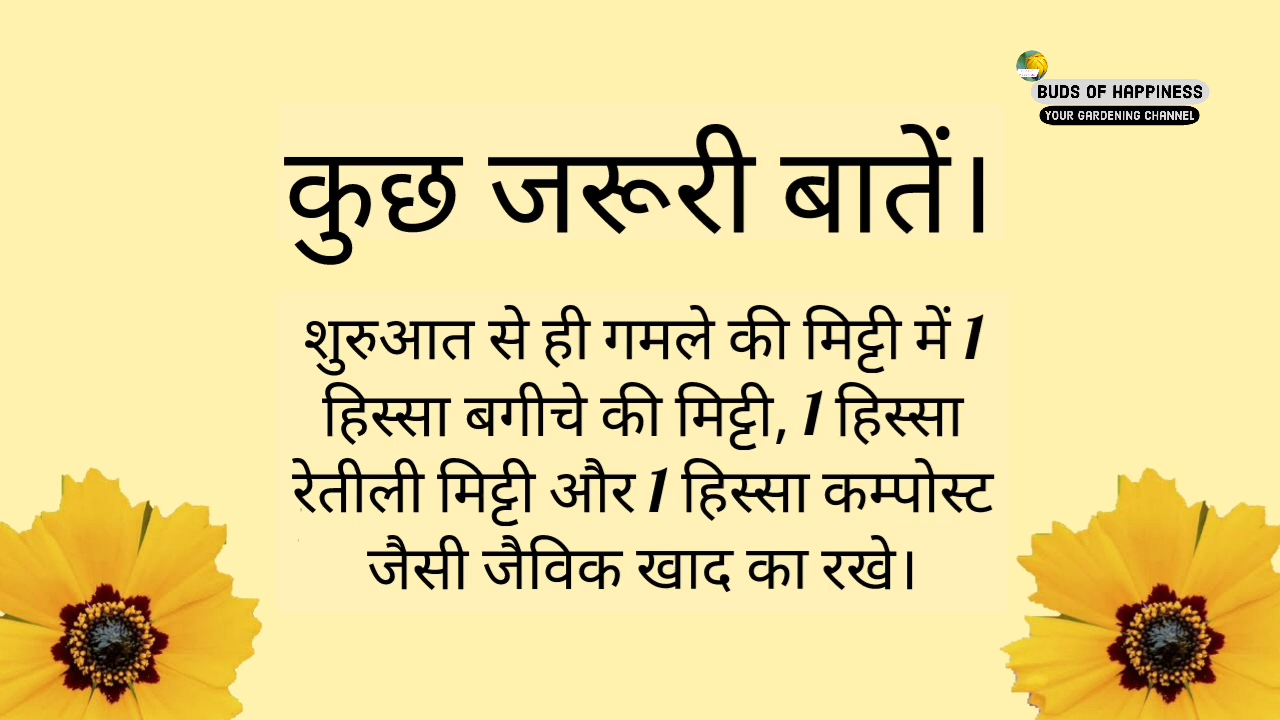 BUDS OF HAPPINESS
YOUR GARDENING CHANNEL
कुछ जरूरी बातें।
शुरुआत से ही गमले की मिट्टी में 1
हिस्सा बगीचे की मिट्टी, 1 हिस्सा
रेतीली मिट्टी और 1 हिस्सा कम्पोस्ट
जैसी जैविक खाद का रखे।